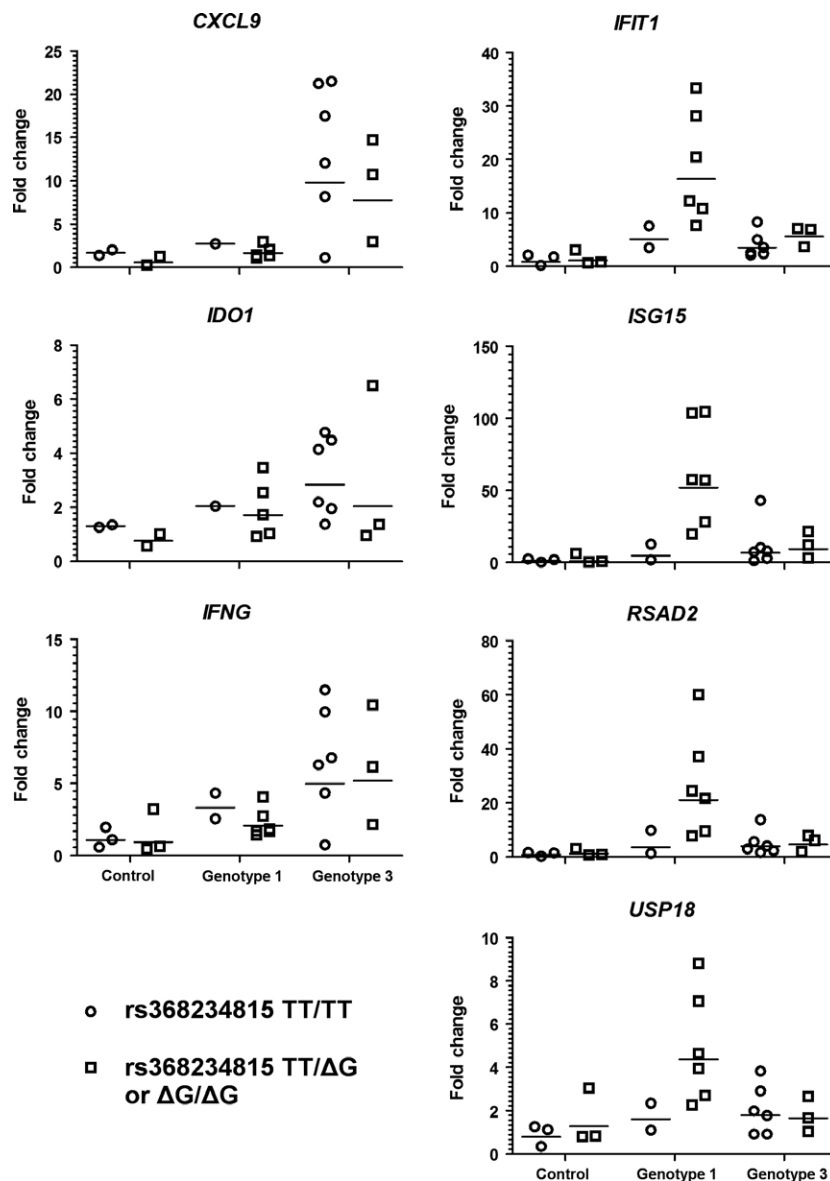 CXCL9
Fold change
25
20
15
10
5
0
IDO1
Fold change
8
6
4
2
0
IFNG
Fold change
15
10
5
0
Control Genotype 1 Genotype 3
rs368234815 TT/TT
rs368234815 TT/ΔG
or ΔG/ΔG
IFIT1
Fold change
40
30
20
10
0
ISG15
Fold change
150
100
50
0
RSAD2
Fold change
80
60
40
20
0
USP18
Fold change
10
8
6
4
2
0
Control Genotype 1 Genotype 3